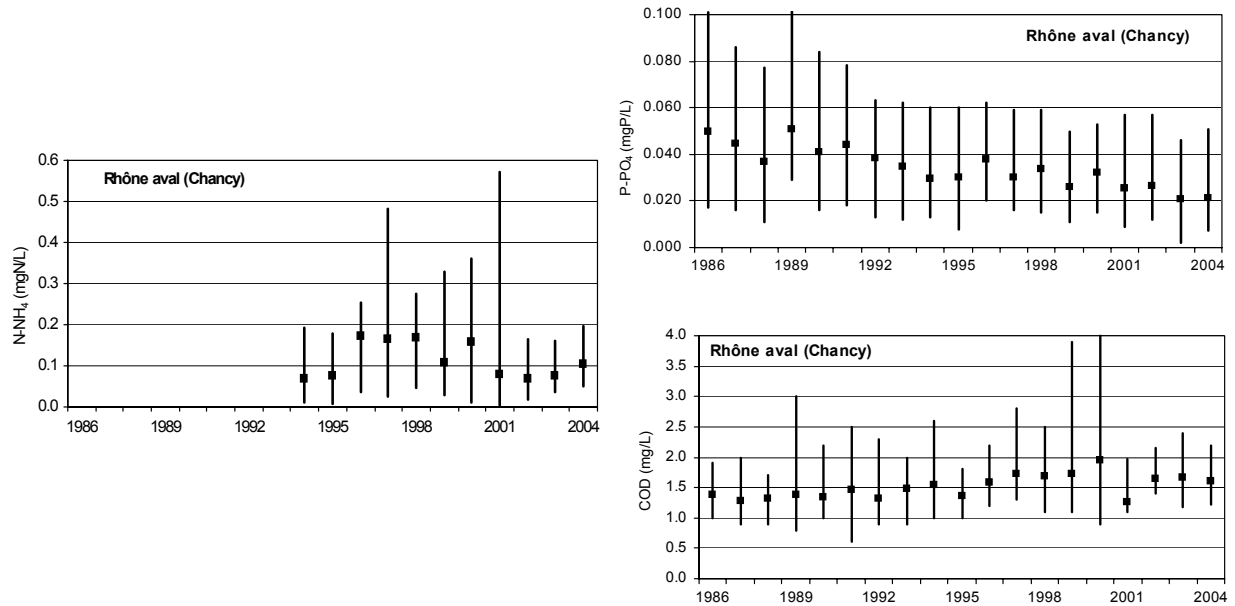 Rhône aval (Chancy)
N-NH4 (mgN/L)
0.6
0.5
0.4
0.3
0.2
0.1
0.0
1986 1989 1992 1995 1998 2001 2004
Rhône aval (Chancy)
P-PO4 (mgP/L)
0.100
0.080
0.060
0.040
0.020
0.000
1986 1989 1992 1995 1998 2001 2004
Rhône aval (Chancy)
COD (mg/L)
4.0
3.5
3.0
2.5
2.0
1.5
1.0
0.5
0.0
1986 1989 1992 1995 1998 2001 2004